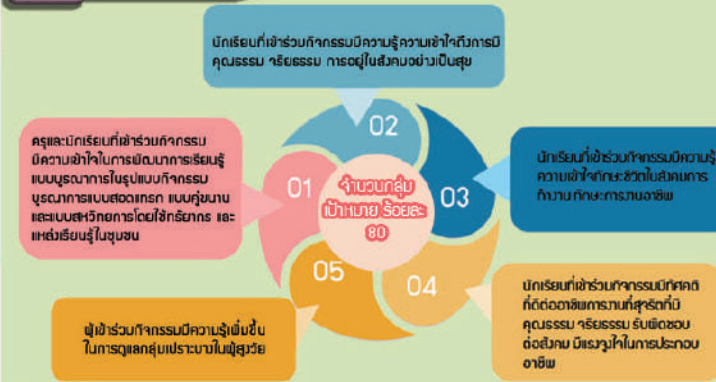 นักเรียนที่เข้าร่วมกิจกรรมมีความรู้ความเข้าใจถึงการมี
คุณธรรม จริยธรรม การอยู่ในสังคมอย่างเป็นสุข
02
ครูและนักเรียนที่เข้าร่วมกิจกรรม
มีความเข้าใจในการพัฒนาการเรียนรู้
แบบบูรณาการในรูปแบบกิจกรรม
บูรณาการแบบสอดแทรก แบบคู่ขนาน
และแบบสหวิทยการโดยใช้ทรัยากร และ
แหล่งเรียนรู้ในชุมชน
01
จำนวนกลุ่ม
เป้าหมาย ร้อยละ
80
03
นักเรียนที่เข้าร่วมกิจกรรมมีความรู้
ความเข้าใจทักษะชีวิตในสังคมการ
ทำงาน ทักษะการงานอาชีพ
05
04
ผู้เข้าร่วมกิจกรรมมีความรู้เพิ่มขึ้น
ในการดูแลกลุ่มเปราะบางในผู้สูงวัย
นักเรียนที่เข้าร่วมกิจกรรมมีทัศคติ
ที่ดีต่ออาชีพการงานที่สุจริตที่มี
คุณธรรม จริยธรรม รับผิดชอบ
ต่อสังคม มีแรงจูงใจในการประกอบ
อาชีพ